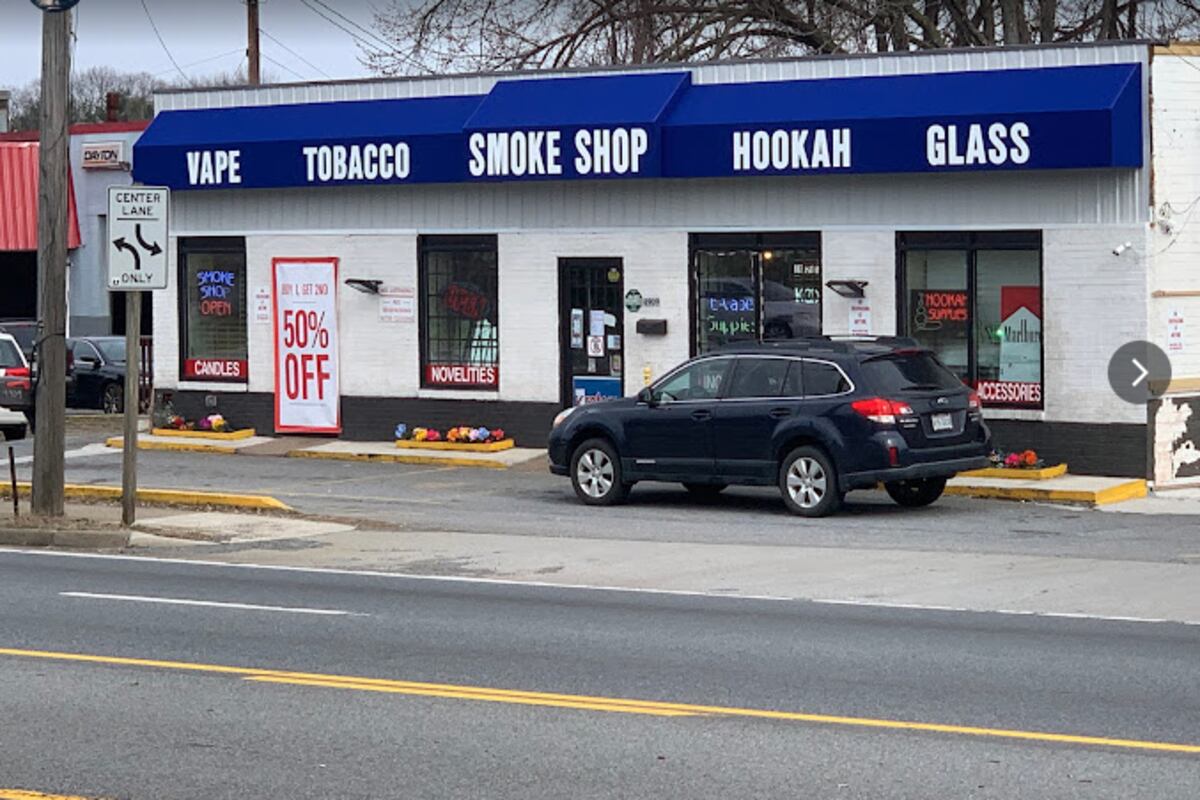 VAPE TOBACCO SMOKE SHOP HOOKAH GLASS
DAYTON
CENTER
LANE
ONLY
SMOKE
SHOP
OPEN
CANDLES
BUY 1, GET 2ND
50%
OFF
NOVELITIES
HOOKAH
SUPPLIES
Marlboro
ACCESSORIES